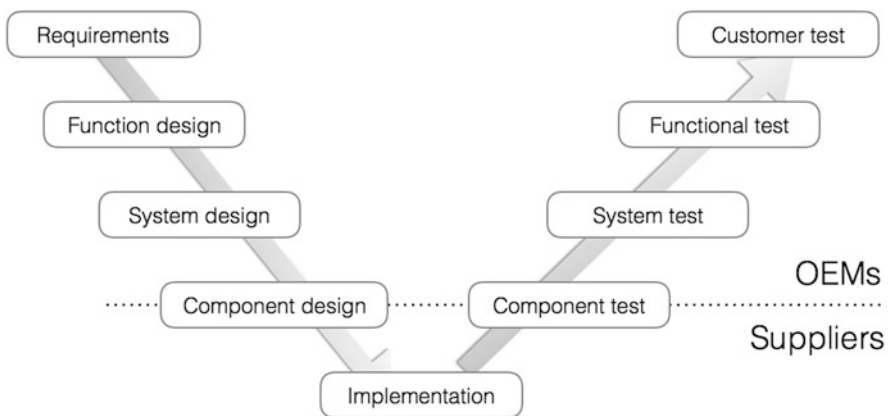 Requirements
Customer test
Function design
Functional test
System design
System test
OEMs
Component design
Component test
Suppliers
Implementation